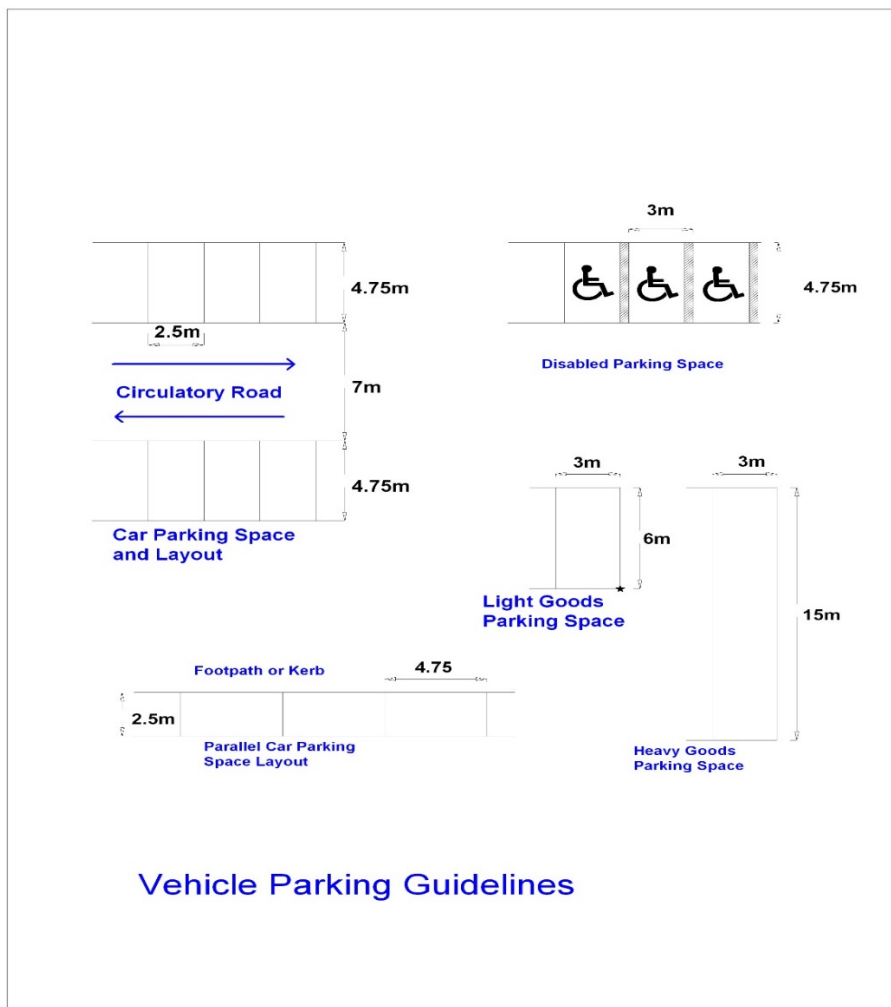 3m
4.75m
4.75m
2.5m
Disabled Parking Space
Circulatory Road
7m
3m
3m
4.75m
Car Parking Space
and Layout
6m
Light Goods
Parking Space
15m
Footpath or Kerb
4.75
2.5m
Parallel Car Parking
Space Layout
Heavy Goods
Parking Space
Vehicle Parking Guidelines